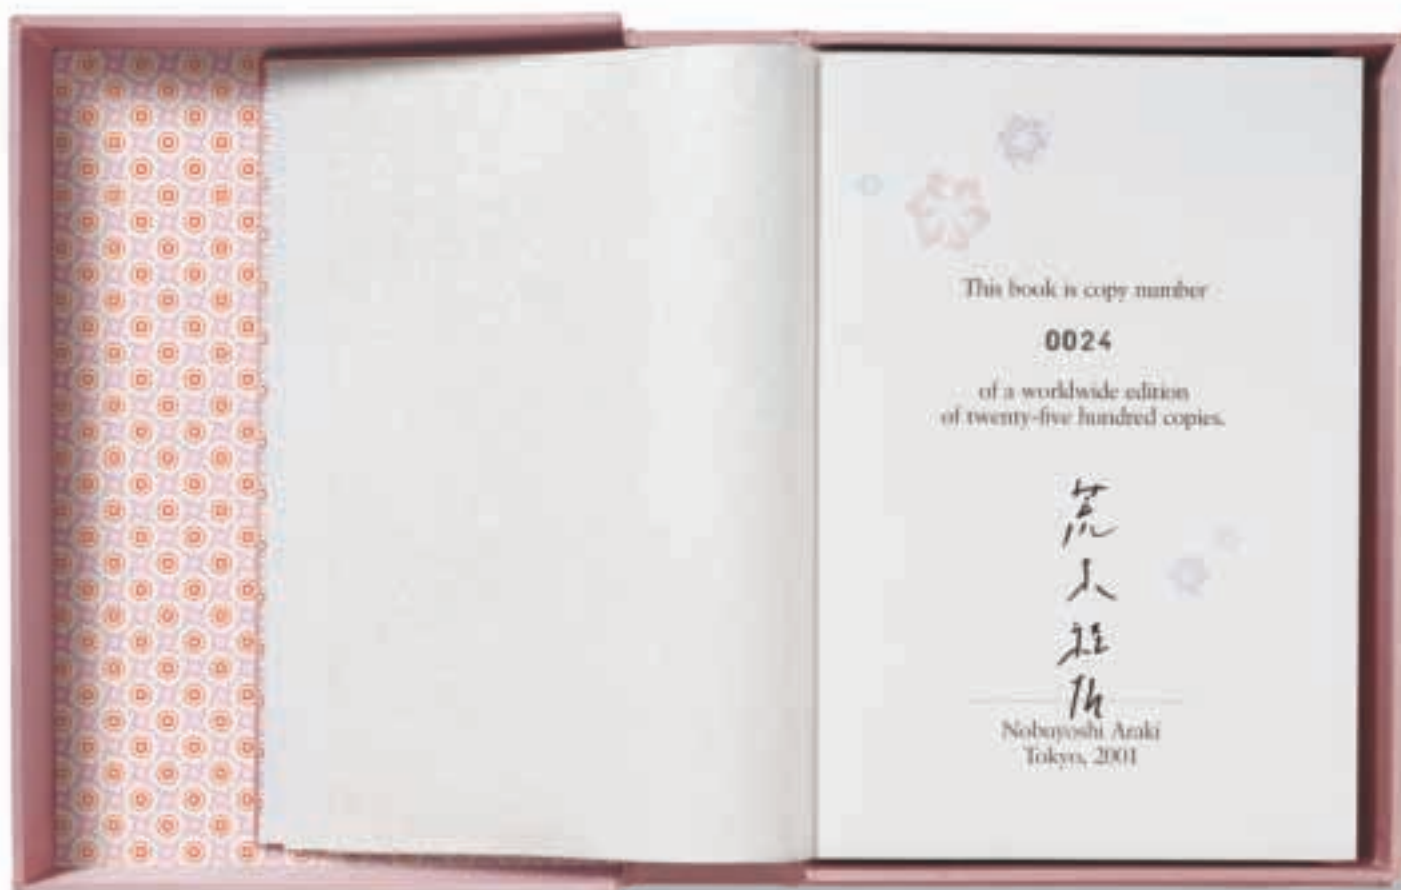 This book is copy number
0024
of a worldwide edition
of twenty-five hundred copies.
荒
木
経
惟
Nobuyoshi Araki
Tokyo, 2001